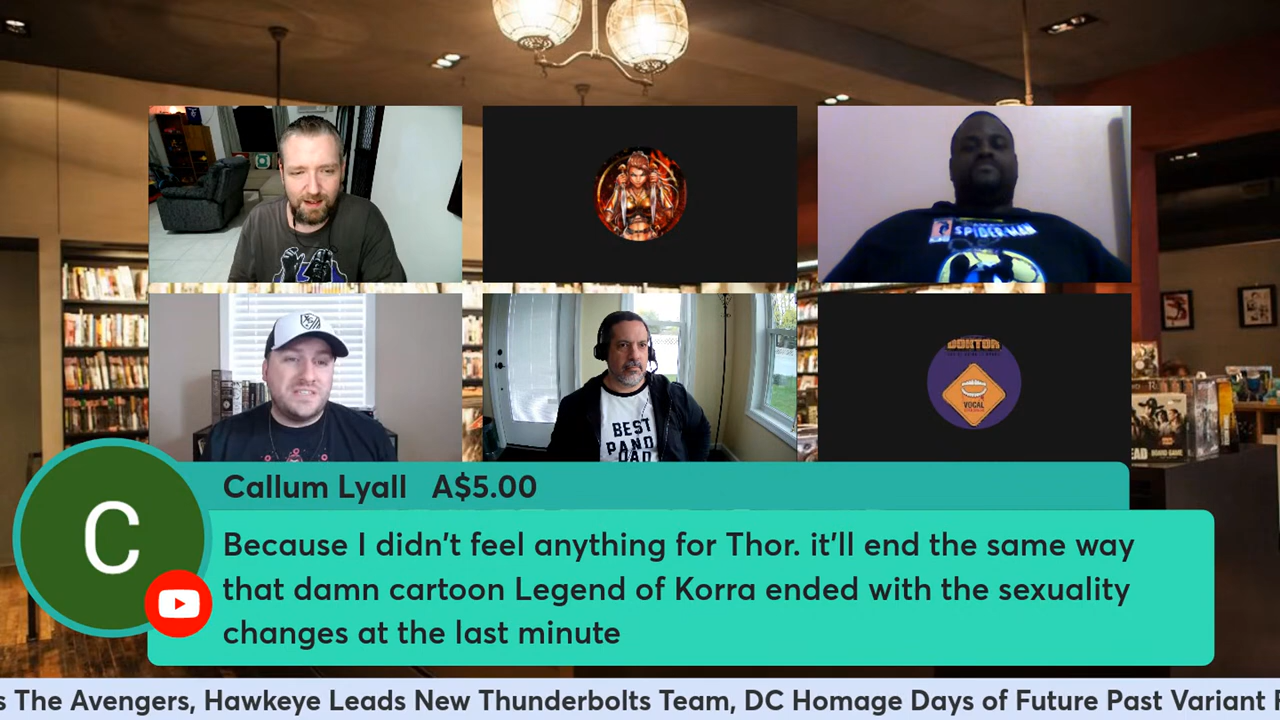 SPIDER-MAN
BEST
PAND
DAD
DOKTOR
VOCAL
Callum Lyall A$5.00
C
Because I didn't feel anything for Thor. it'll end the same way
that damn cartoon Legend of Korra ended with the sexuality
changes at the last minute
s The Avengers, Hawkeye Leads New Thunderbolts Team, DC Homage Days of Future Past Variant